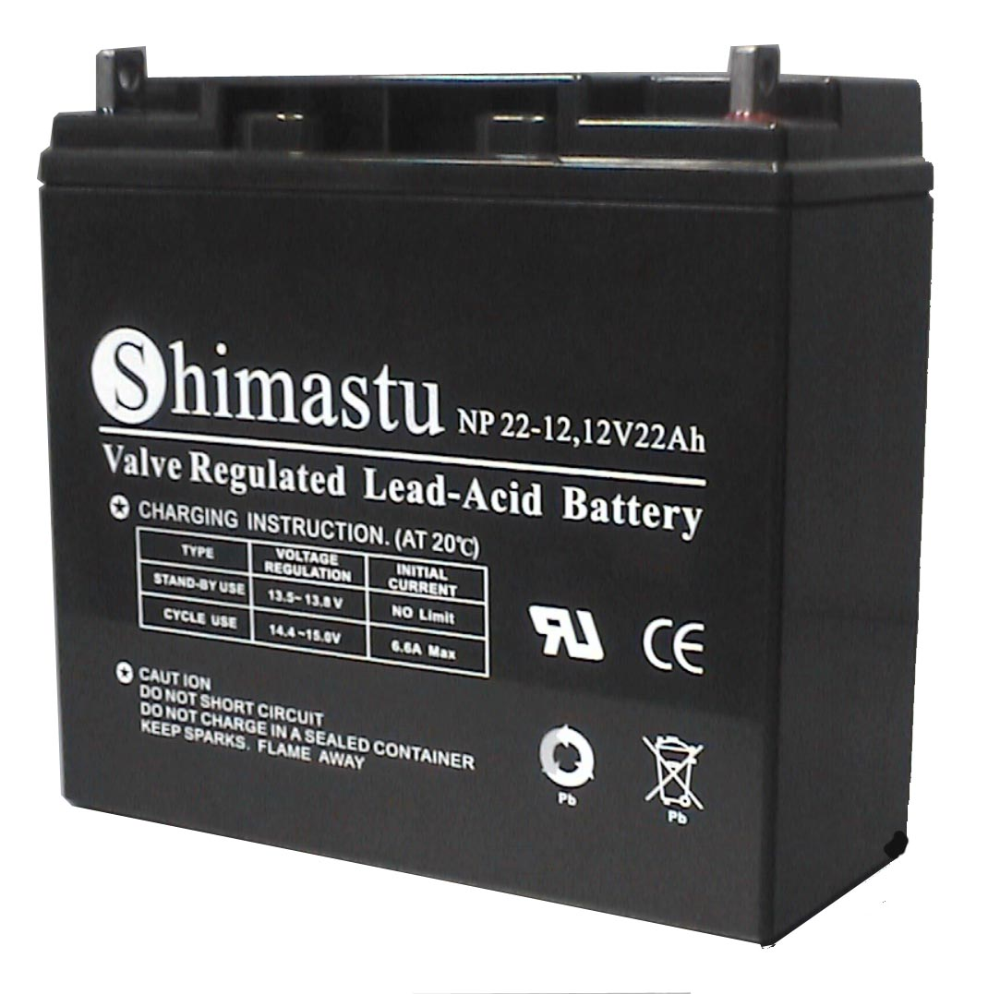 Shimastu NP 22-12,12V22Ah
Valve Regulated Lead-Acid Battery
CHARGING INSTRUCTION. (AT 20℃)
TYPE VOLTAGE REGULATION INITIAL CURRENT
STAND-BY USE 13.5~13.8V NO Limit
CYCLE USE 14.4~15.0V 6.6A Max
CAUT ION
DO NOT SHORT CIRCUIT
DO NOT CHARGE IN A SEALED CONTAINER
KEEP SPARKS. FLAME AWAY
RU CE
Pb Pb